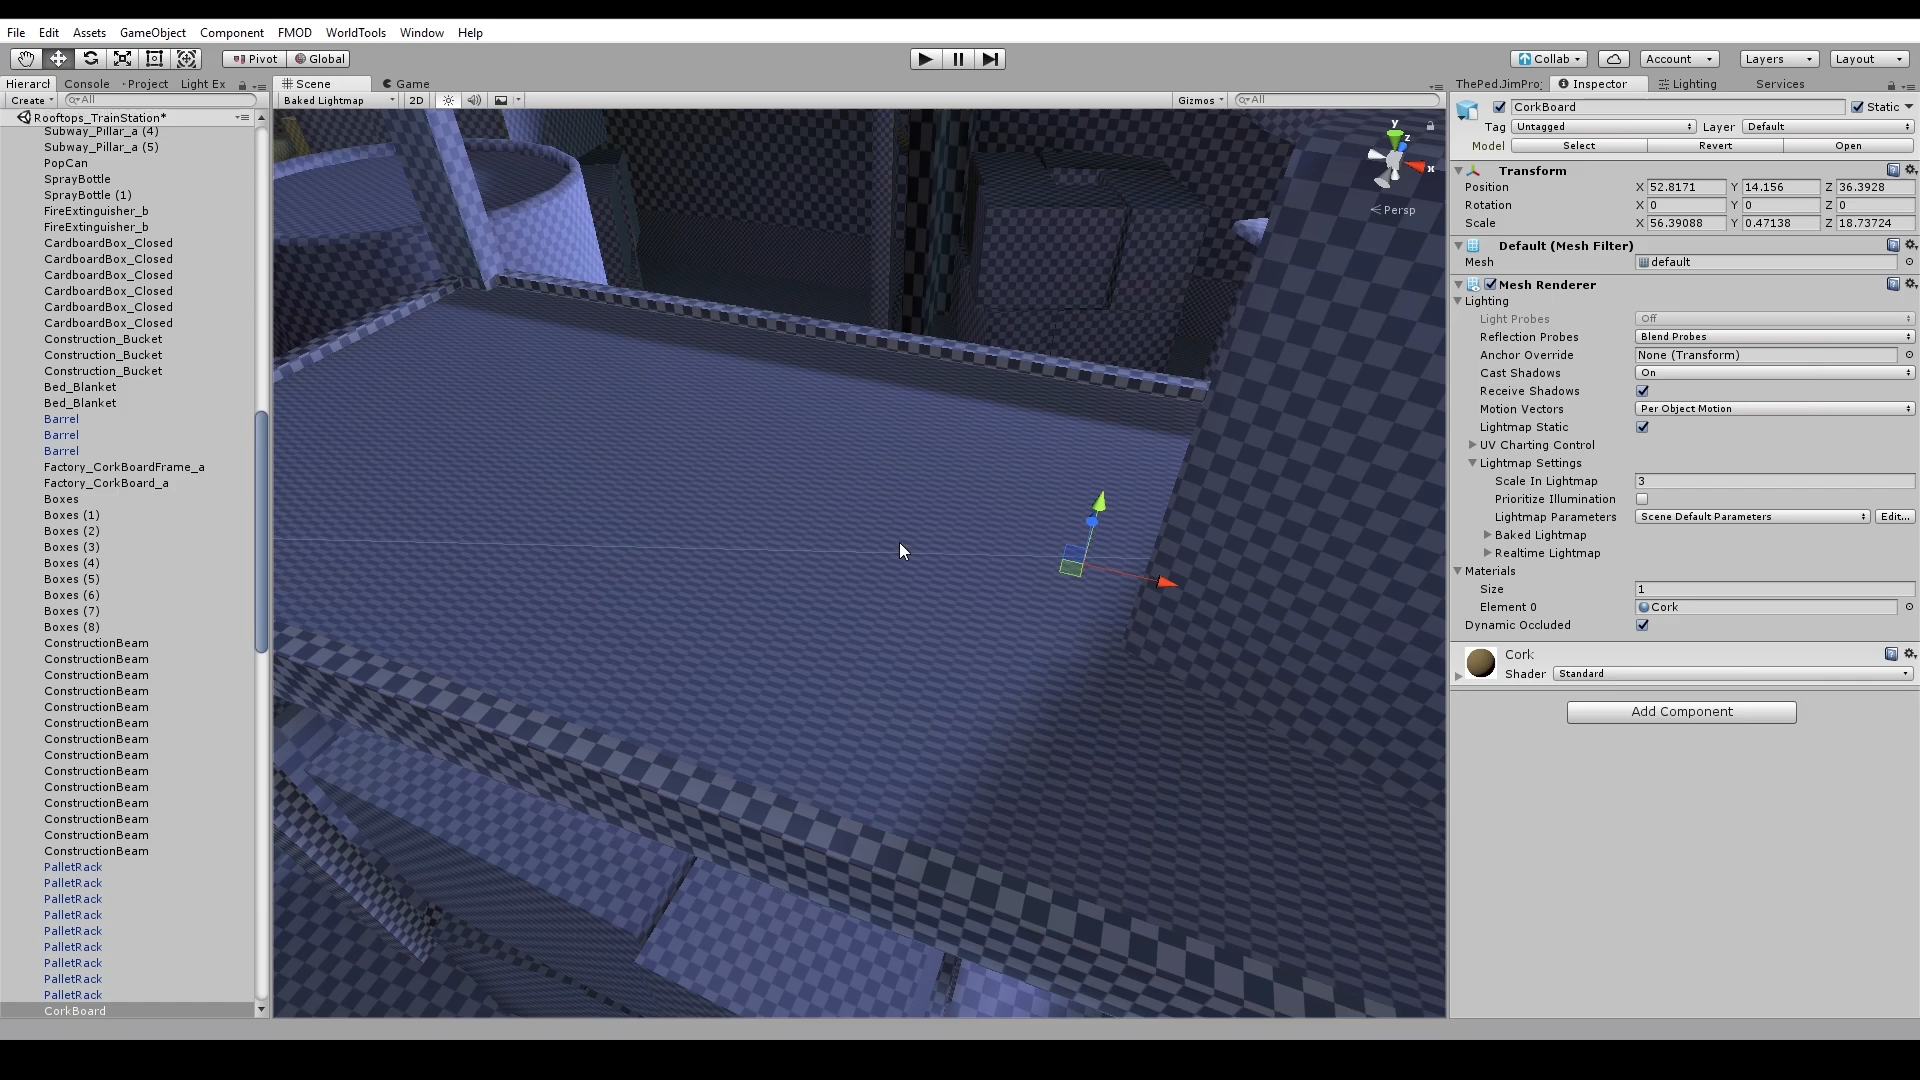 File Edit Assets GameObject Component FMOD WorldTools Window Help
Pivot Global Collab Account Layers Layout
Hierarch Console Project Light Ex Scene Game ThePed.JimPro Inspector Lighting Services
Create All Baked Lightmap 2D Gizmos All
CorkBoard Static
Rooftops_TrainStation*
Tag Untagged Layer Default
Model Select Revert Open
Subway_Pillar_a (4)
Subway_Pillar_a (5)
PopCan
SprayBottle
SprayBottle (1)
FireExtinguisher_b
FireExtinguisher_b
CardboardBox_Closed
CardboardBox_Closed
CardboardBox_Closed
CardboardBox_Closed
CardboardBox_Closed
CardboardBox_Closed
Construction_Bucket
Construction_Bucket
Construction_Bucket
Bed_Blanket
Bed_Blanket
Barrel
Barrel
Barrel
Factory_CorkBoardFrame_a
Factory_CorkBoard_a
Boxes
Boxes (1)
Boxes (2)
Boxes (3)
Boxes (4)
Boxes (5)
Boxes (6)
Boxes (7)
Boxes (8)
ConstructionBeam
ConstructionBeam
ConstructionBeam
ConstructionBeam
ConstructionBeam
ConstructionBeam
ConstructionBeam
ConstructionBeam
ConstructionBeam
ConstructionBeam
ConstructionBeam
ConstructionBeam
ConstructionBeam
ConstructionBeam
PalletRack
PalletRack
PalletRack
PalletRack
PalletRack
PalletRack
PalletRack
PalletRack
PalletRack
CorkBoard
y
z
x
Persp
Transform
Position X 52.8171 Y 14.156 Z 36.3928
Rotation X 0 Y 0 Z 0
Scale X 56.39088 Y 0.47138 Z 18.73724
Default (Mesh Filter)
Mesh default
Mesh Renderer
Lighting
Light Probes Off
Reflection Probes Blend Probes
Anchor Override None (Transform)
Cast Shadows On
Receive Shadows
Motion Vectors Per Object Motion
Lightmap Static
UV Charting Control
Lightmap Settings
Scale In Lightmap 3
Prioritize Illumination
Lightmap Parameters Scene Default Parameters Edit...
Baked Lightmap
Realtime Lightmap
Materials
Size 1
Element 0 Cork
Dynamic Occluded
Cork
Shader Standard
Add Component